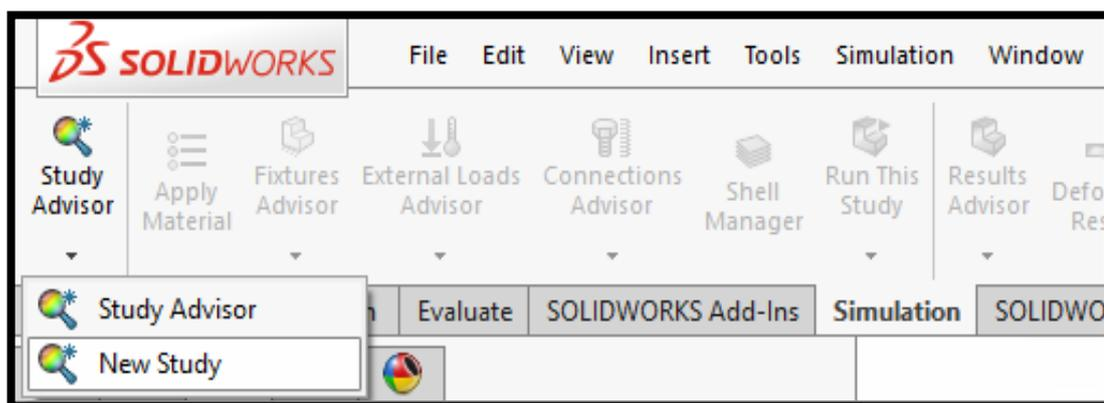 SOLIDWORKS
File Edit View Insert Tools Simulation Window
Study Advisor
Apply Material
Fixtures Advisor
External Loads Advisor
Connections Advisor
Shell Manager
Run This Study
Results Advisor
Study Advisor
Evaluate
SOLIDWORKS Add-Ins
Simulation
New Study